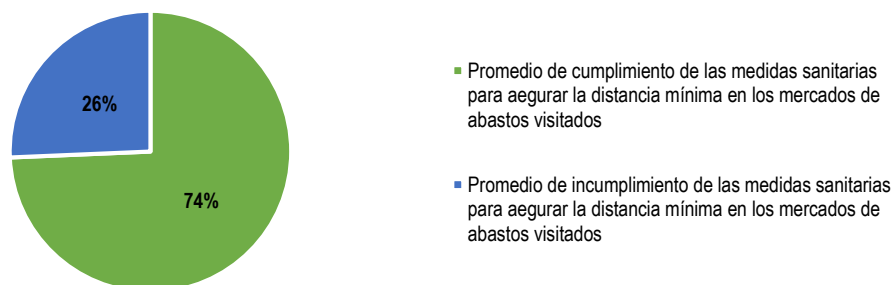 26%
74%
Promedio de cumplimiento de las medidas sanitarias
para aegurar la distancia mínima en los mercados de
abastos visitados
Promedio de incumplimiento de las medidas sanitarias
para aegurar la distancia mínima en los mercados de
abastos visitados